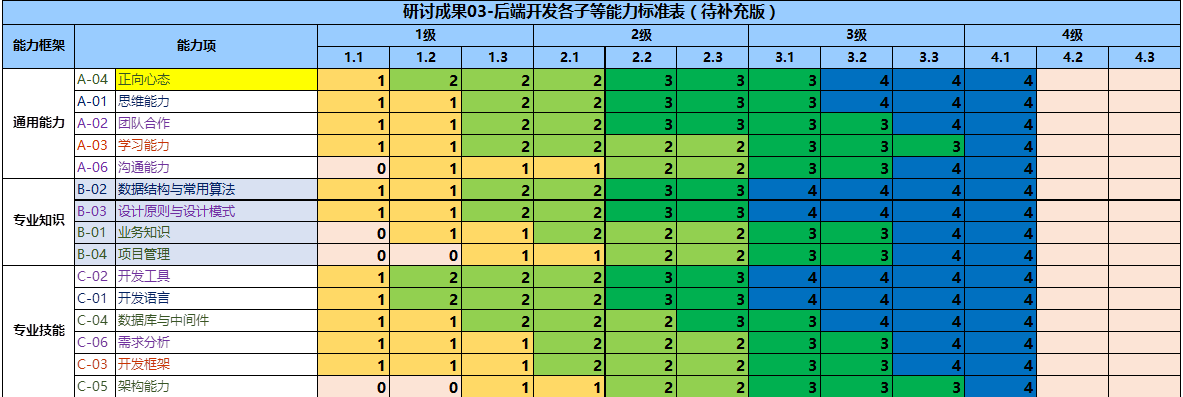 研讨成果03-后端开发各子等能力标准表（待补充版）
能力框架 能力项 1级 2级 3级 4级
1.1 1.2 1.3 2.1 2.2 2.3 3.1 3.2 3.3 4.1 4.2 4.3
通用能力
A-04 正向心态 1 2 2 2 3 3 3 4 4 4
A-01 思维能力 1 1 2 2 3 3 3 4 4 4
A-02 团队合作 1 1 2 2 3 3 3 3 4 4
A-03 学习能力 1 1 2 2 2 2 3 3 3 4
A-06 沟通能力 0 1 1 1 2 2 3 3 4 4
专业知识
B-02 数据结构与常用算法 1 1 2 2 3 3 4 4 4 4
B-03 设计原则与设计模式 1 1 2 2 3 3 4 4 4 4
B-01 业务知识 0 1 1 2 2 2 3 3 4 4
B-04 项目管理 0 0 1 1 2 2 3 3 4 4
专业技能
C-02 开发工具 1 2 2 2 3 3 4 4 4 4
C-01 开发语言 1 2 2 2 3 3 4 4 4 4
C-04 数据库与中间件 1 1 2 2 2 3 3 4 4 4
C-06 需求分析 1 1 1 2 2 2 3 3 4 4
C-03 开发框架 1 1 1 2 2 2 3 3 4 4
C-05 架构能力 0 0 1 1 2 2 3 3 3 4